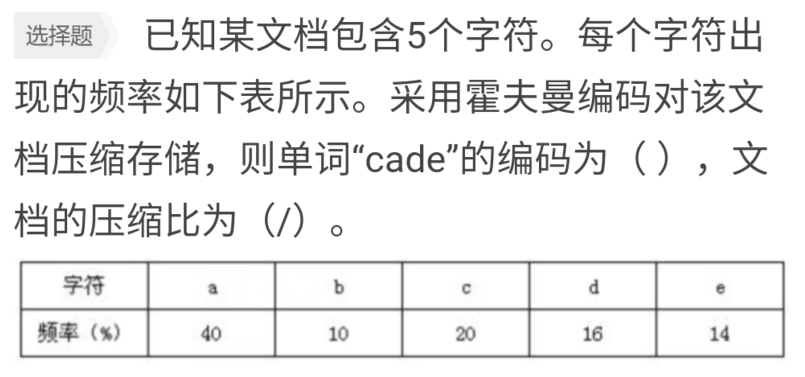 选择题 已知某文档包含5个字符。每个字符出
现的频率如下表所示。采用霍夫曼编码对该文
档压缩存储，则单词“cade”的编码为（ ），文
档的压缩比为（/）。
字符 a b c d e
频率（%） 40 10 20 16 14